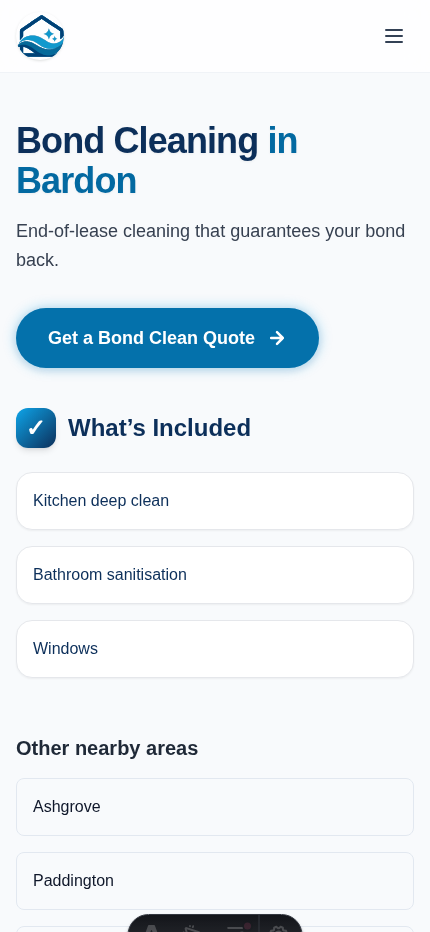 Bond Cleaning in
Bardon
End-of-lease cleaning that guarantees your bond
back.
Get a Bond Clean Quote →
✓ What’s Included
Kitchen deep clean
Bathroom sanitisation
Windows
Other nearby areas
Ashgrove
Paddington